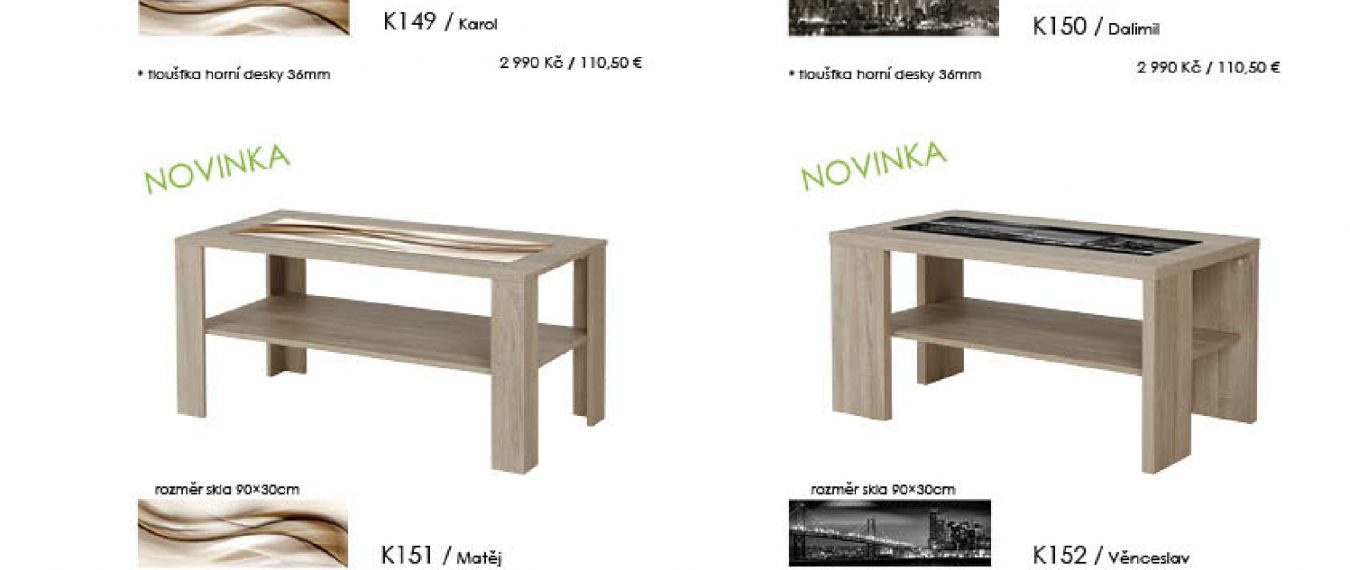 K149 / Karol
2 990 Kč / 110,50 €
* tloušťka horní desky 36mm
K150 / Dalimil
2 990 Kč / 110,50 €
* tloušťka horní desky 36mm
NOVINKA
NOVINKA
rozměr skla 90×30cm
K151 / Matěj
rozměr skla 90×30cm
K152 / Věnceslav